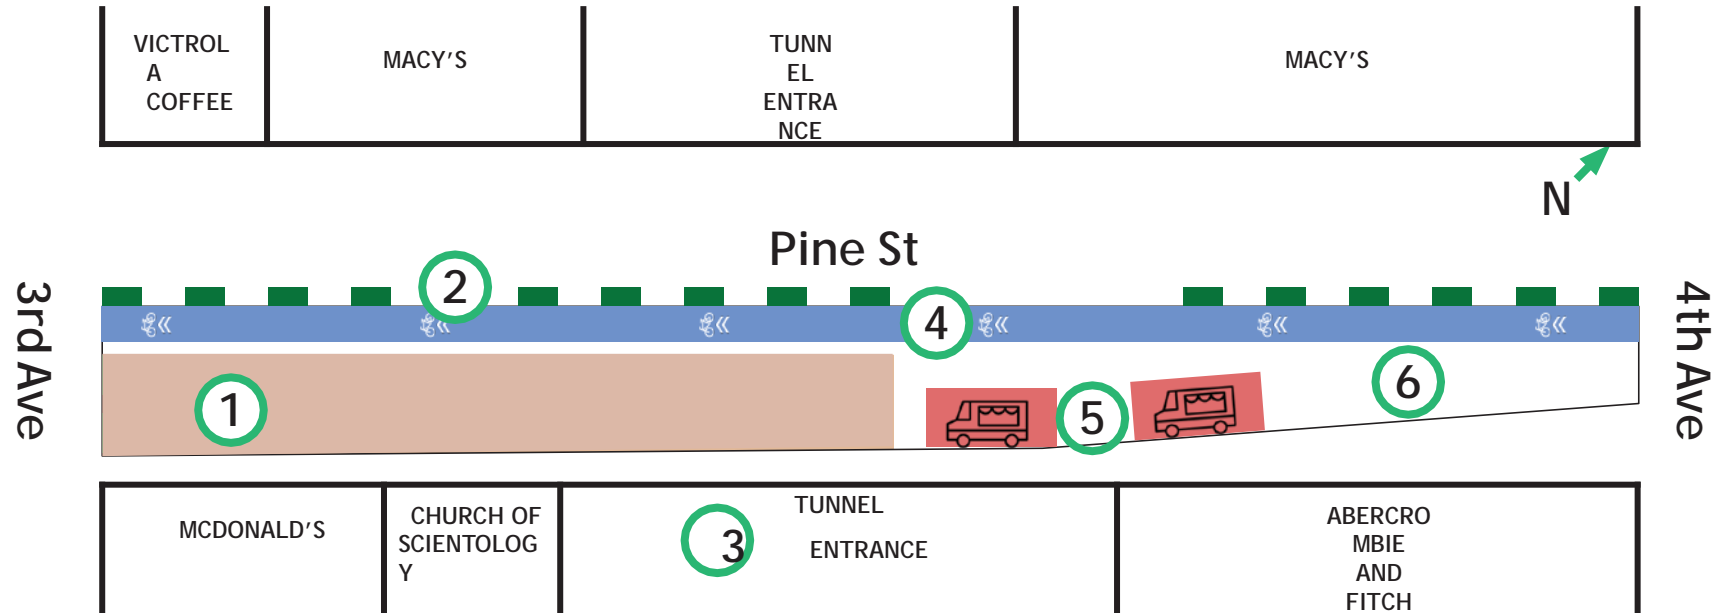 VICTROL
A
COFFEE
MACY'S
TUNN
EL
ENTRA
NCE
MACY'S
N
Pine St
3rd Ave
4th Ave
2
4
6
1
5
MCDONALD'S
CHURCH OF
SCIENTOLOG
Y
3
TUNNEL
ENTRANCE
ABERCRO
MBIE
AND
FITCH